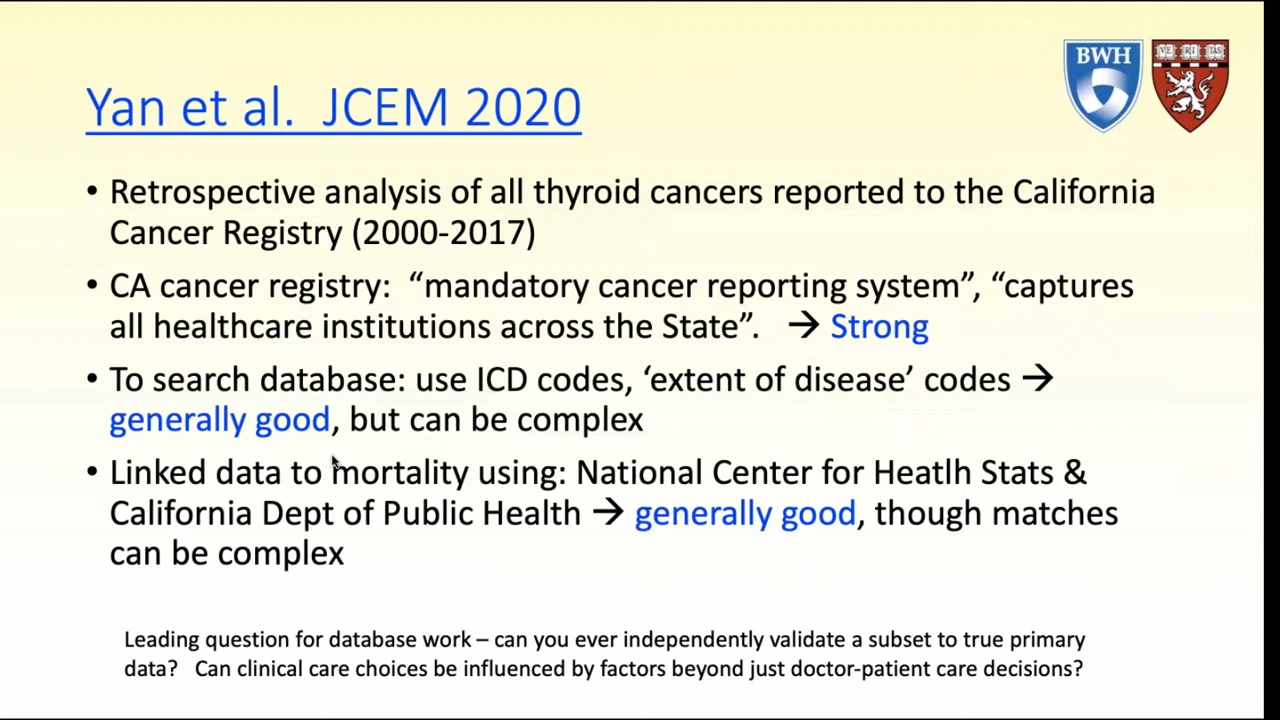 BWH
VE RI TAS
Yan et al. JCEM 2020
• Retrospective analysis of all thyroid cancers reported to the California
Cancer Registry (2000-2017)
• CA cancer registry: “mandatory cancer reporting system”, “captures
all healthcare institutions across the State”. → Strong
• To search database: use ICD codes, ‘extent of disease’ codes →
generally good, but can be complex
• Linked data to mortality using: National Center for Heatlh Stats &
California Dept of Public Health → generally good, though matches
can be complex
Leading question for database work – can you ever independently validate a subset to true primary
data? Can clinical care choices be influenced by factors beyond just doctor-patient care decisions?